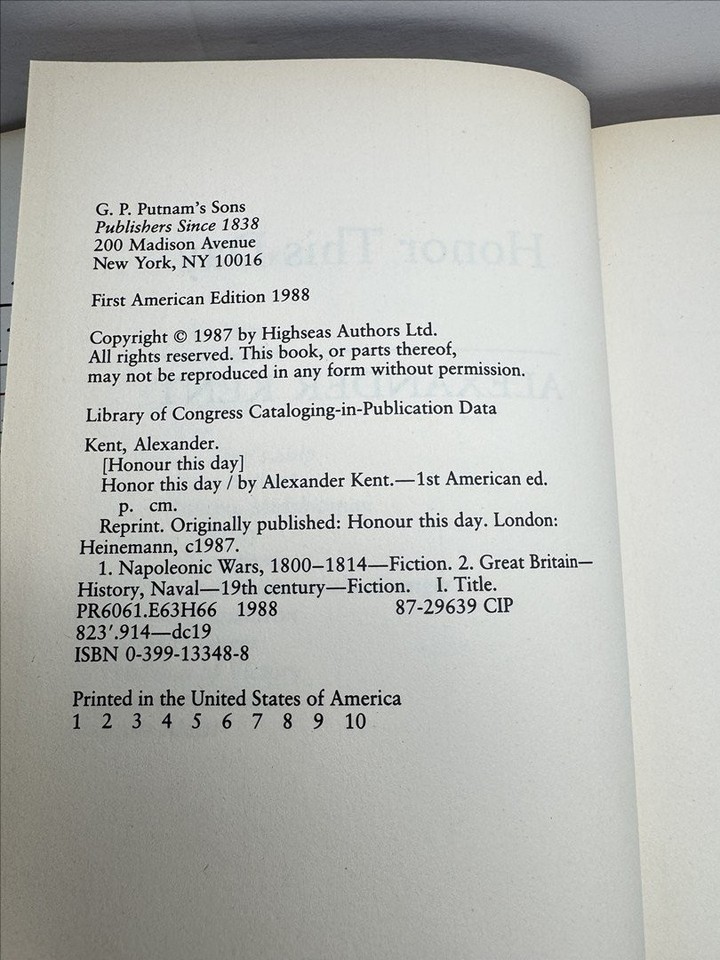 G. P. Putnam's Sons
Publishers Since 1838
200 Madison Avenue
New York, NY 10016
First American Edition 1988
Copyright © 1987 by Highseas Authors Ltd.
All rights reserved. This book, or parts thereof,
may not be reproduced in any form without permission.
Library of Congress Cataloging-in-Publication Data
Kent, Alexander.
[Honour this day]
Honor this day / by Alexander Kent.—1st American ed.
p. cm.
Reprint. Originally published: Honour this day. London:
Heinemann, c1987.
1. Napoleonic Wars, 1800–1814—Fiction. 2. Great Britain—
History, Naval—19th century—Fiction. I. Title.
PR6061.E63H66 1988 87-29639 CIP
823′.914—dc19
ISBN 0-399-13348-8
Printed in the United States of America
1 2 3 4 5 6 7 8 9 10